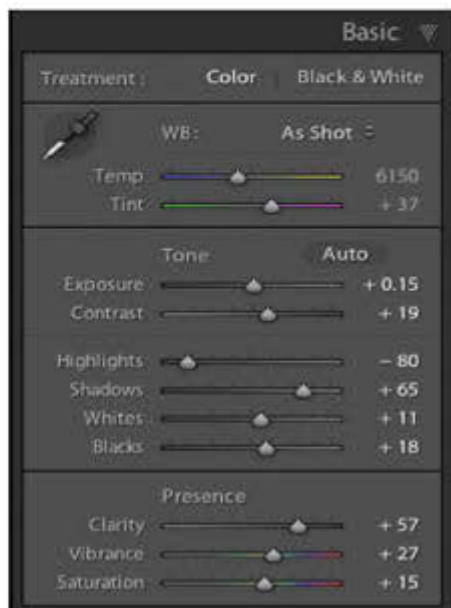 Basic
Treatment : Color Black & White
WB: As Shot
Temp 6150
Tint + 37
Tone Auto
Exposure + 0.15
Contrast + 19
Highlights − 80
Shadows + 65
Whites + 11
Blacks + 18
Presence
Clarity + 57
Vibrance + 27
Saturation + 15